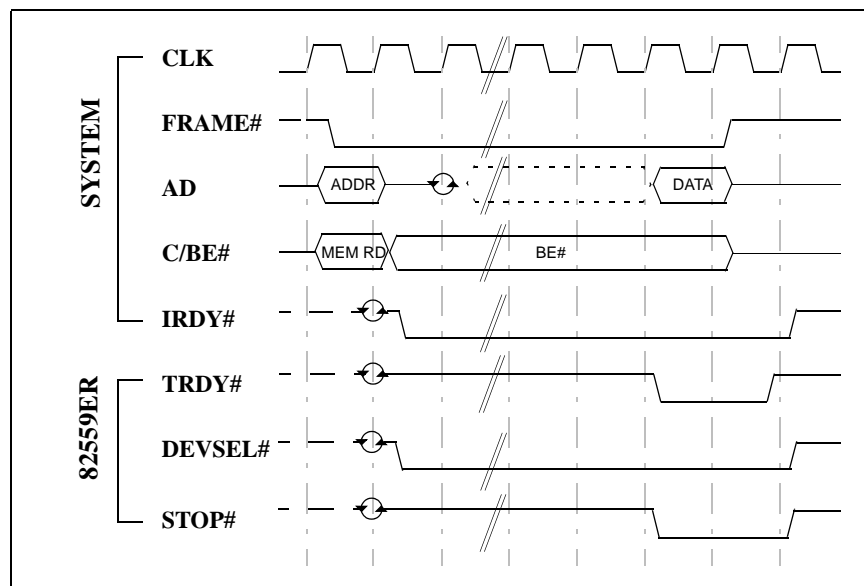 SYSTEM
CLK
FRAME#
AD
ADDR
DATA
C/BE#
MEM RD
BE#
IRDY#
82559ER
TRDY#
DEVSEL#
STOP#